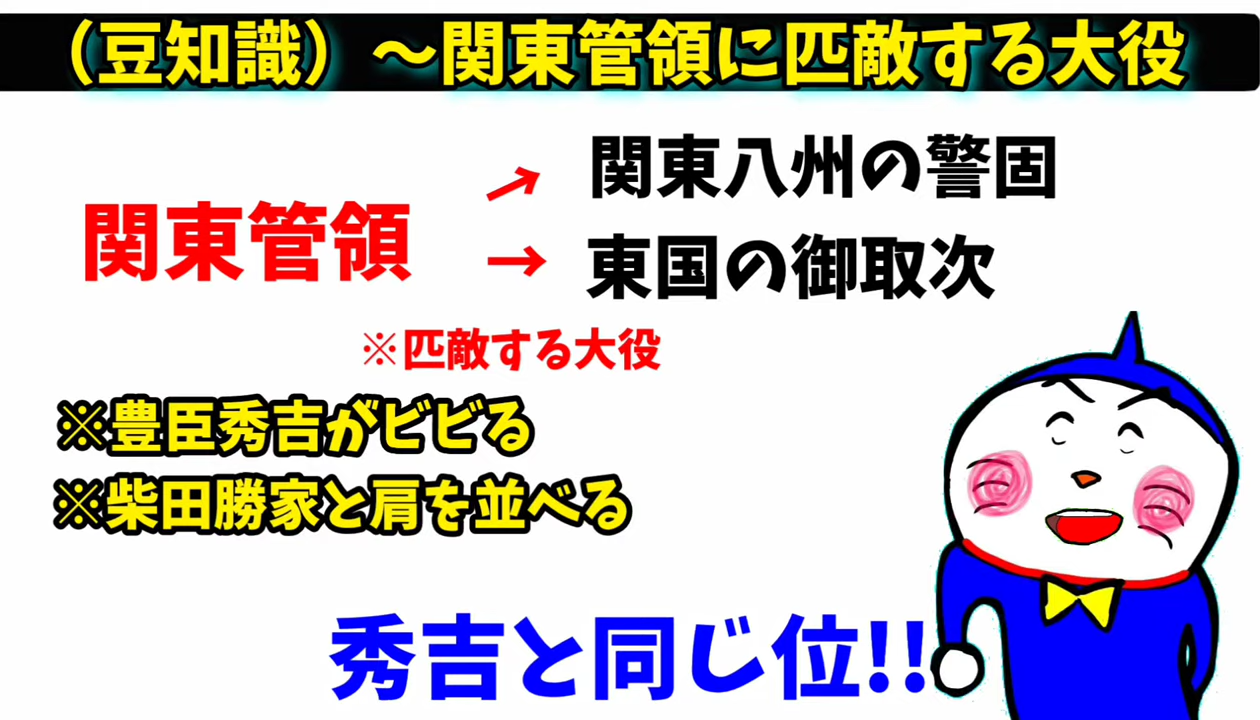 （豆知識）～関東管領に匹敵する大役
関東管領
→ 関東八州の警固
→ 東国の御取次
※匹敵する大役
※豊臣秀吉がビビる
※柴田勝家と肩を並べる
秀吉と同じ位!!